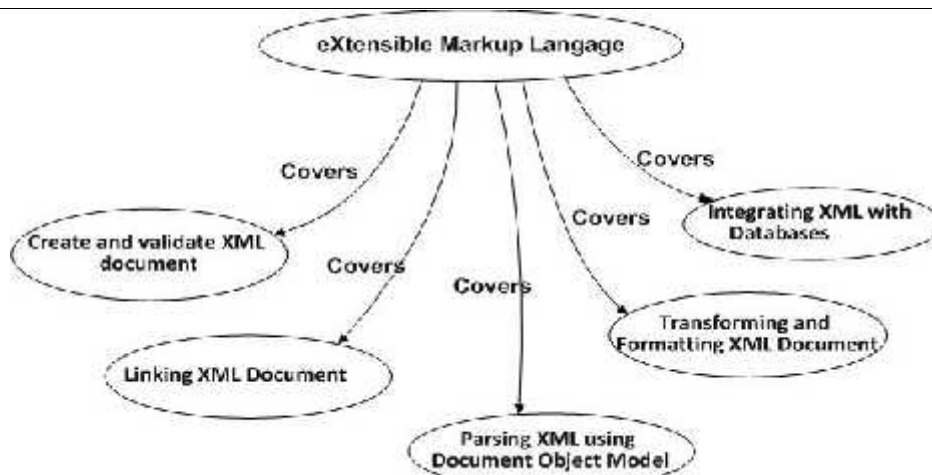 eXtensible Markup Langage
Covers
Covers
Covers
Covers
Covers
Integrating XML with
Databases
Create and validate XML
document
Transforming and
Formatting XML Document
Linking XML Document
Parsing XML using
Document Object Model